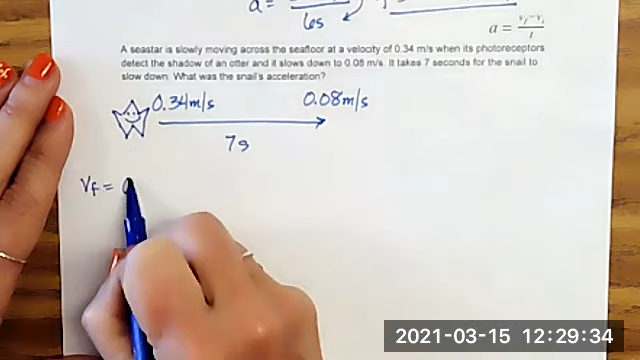 a =
6s
a = vf − vi / t
A seastar is slowly moving across the seafloor at a velocity of 0.34 m/s when its photoreceptors
detect the shadow of an otter and it slows down to 0.08 m/s. It takes 7 seconds for the snail to
slow down. What was the snail's acceleration?
0.34m/s 0.08m/s
7s
Vf =
2021-03-15 12:29:34